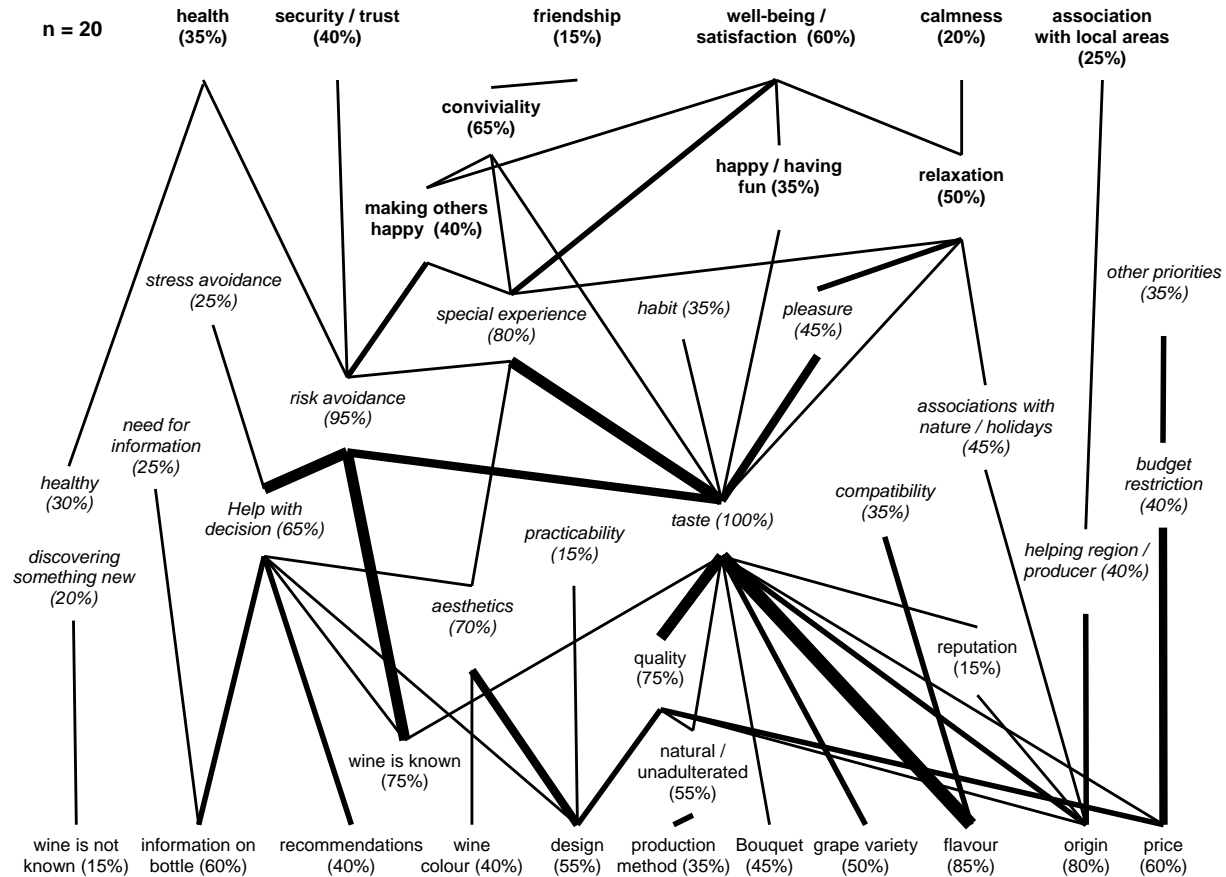 n = 20
health
(35%)
security / trust
(40%)
friendship
(15%)
well-being /
satisfaction (60%)
calmness
(20%)
association
with local areas
(25%)
conviviality
(65%)
happy / having
fun (35%)
relaxation
(50%)
making others
happy (40%)
stress avoidance
(25%)
special experience
(80%)
habit (35%)
pleasure
(45%)
other priorities
(35%)
risk avoidance
(95%)
associations with
nature / holidays
(45%)
need for
information
(25%)
healthy
(30%)
Help with
decision (65%)
taste (100%)
compatibility
(35%)
budget
restriction
(40%)
practicability
(15%)
discovering
something new
(20%)
helping region /
producer (40%)
aesthetics
(70%)
quality
(75%)
reputation
(15%)
wine is known
(75%)
natural /
unadulterated
(55%)
wine is not
known (15%)
information on
bottle (60%)
recommendations
(40%)
wine
colour (40%)
design
(55%)
production
method (35%)
Bouquet
(45%)
grape variety
(50%)
flavour
(85%)
origin
(80%)
price
(60%)